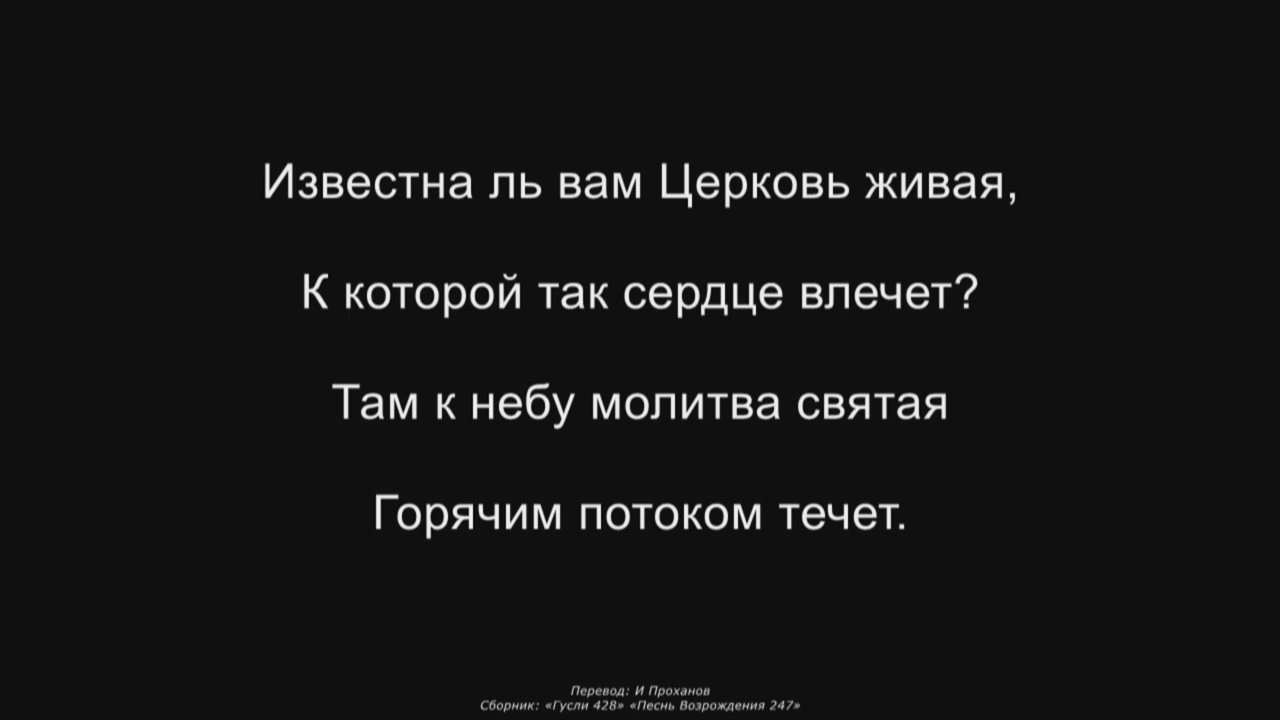 Известна ль вам Церковь живая,
К которой так сердце влечет?
Там к небу молитва святая
Горячим потоком течет.
Перевод: И Проханов
Сборник: «Гусли 428» «Песнь Возрождения 247»